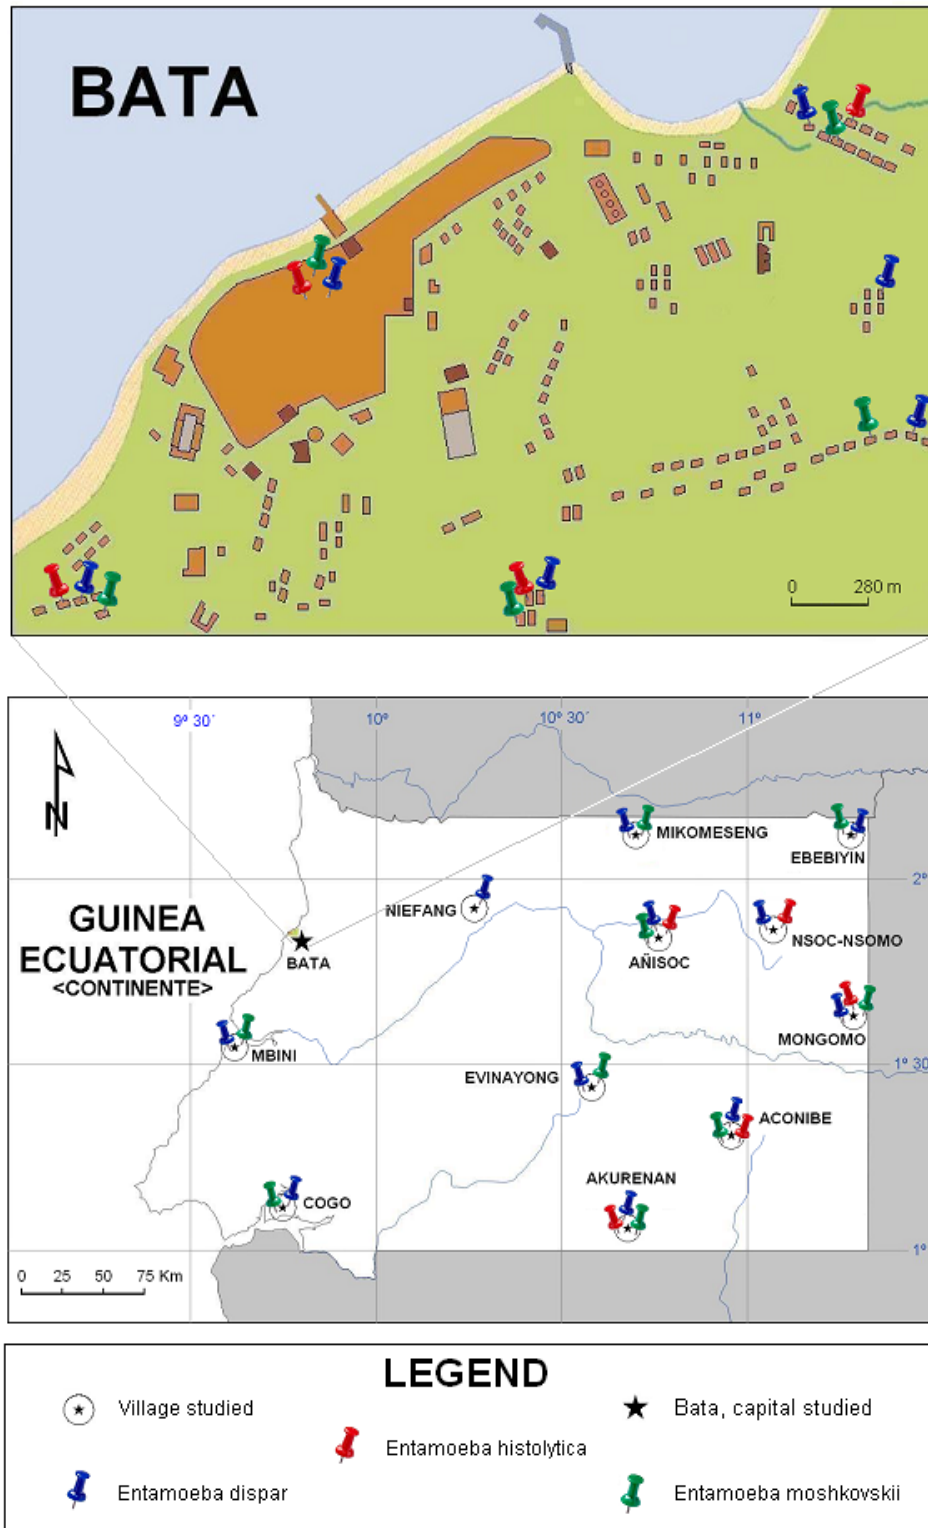 BATA
0 280 m
9º 30´ 10º 10º 30´ 11º
N
MIKOMESENG
EBEBIYIN
2º
NIEFANG
GUINEA
ECUATORIAL
<CONTINENTE>
BATA
NSOC-NSOMO
AÑISOC
MONGOMO
MBINI
1º 30
EVINAYONG
ACONIBE
AKURENAN
COGO
1º
0 25 50 75 Km
LEGEND
Village studied
Bata, capital studied
Entamoeba histolytica
Entamoeba dispar
Entamoeba moshkovskii